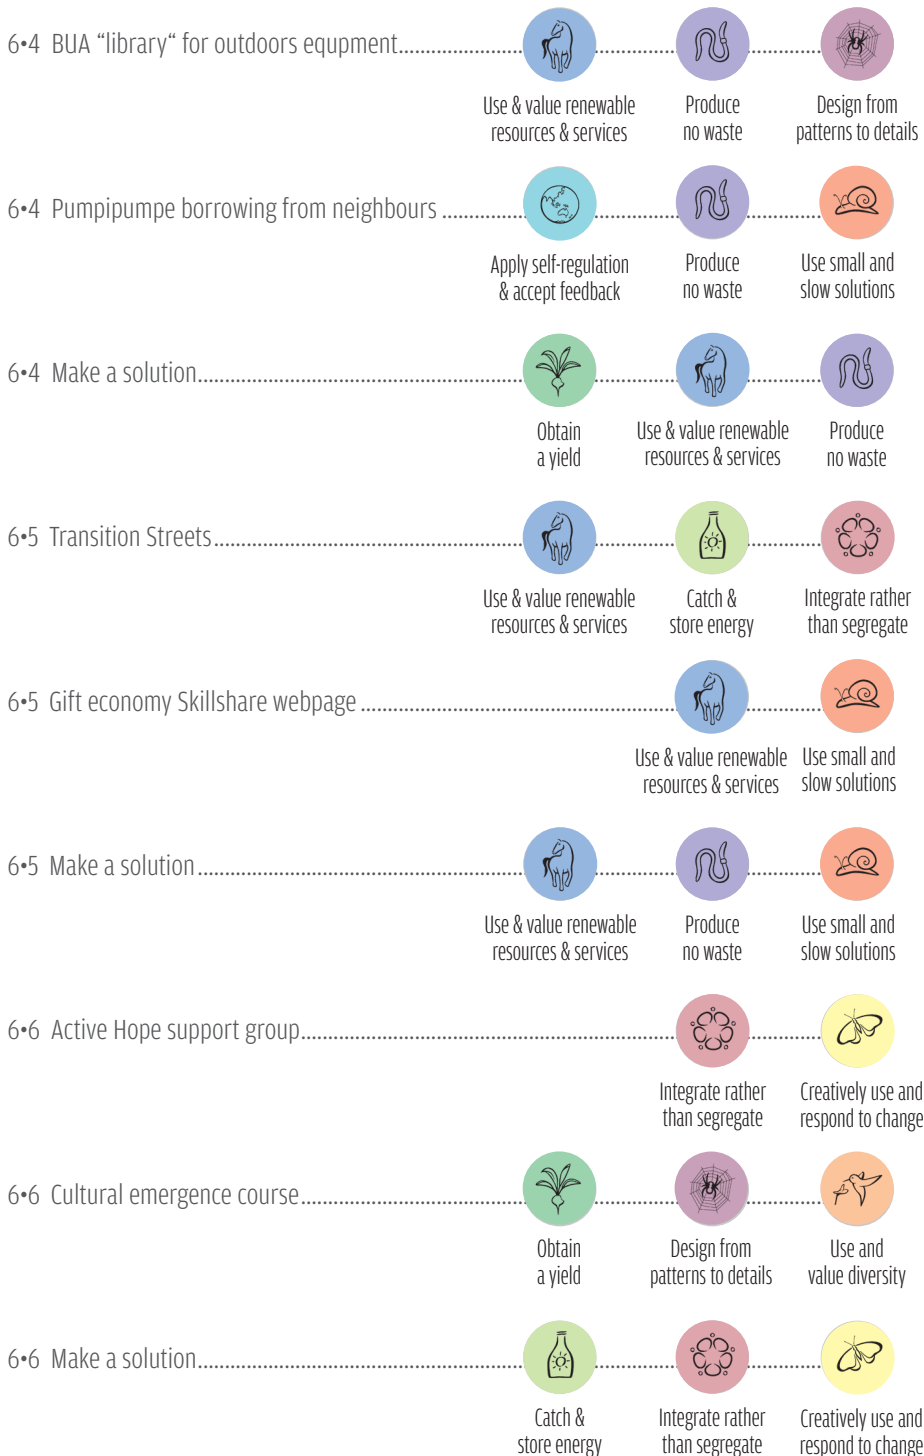 6•4 BUA “library“ for outdoors equpment
Use & value renewable resources & services
Produce no waste
Design from patterns to details
6•4 Pumpipumpe borrowing from neighbours
Apply self-regulation & accept feedback
Produce no waste
Use small and slow solutions
6•4 Make a solution
Obtain a yield
Use & value renewable resources & services
Produce no waste
6•5 Transition Streets
Use & value renewable resources & services
Catch & store energy
Integrate rather than segregate
6•5 Gift economy Skillshare webpage
Use & value renewable resources & services
Use small and slow solutions
6•5 Make a solution
Use & value renewable resources & services
Produce no waste
Use small and slow solutions
6•6 Active Hope support group
Integrate rather than segregate
Creatively use and respond to change
6•6 Cultural emergence course
Obtain a yield
Design from patterns to details
Use and value diversity
6•6 Make a solution
Catch & store energy
Integrate rather than segregate
Creatively use and respond to change